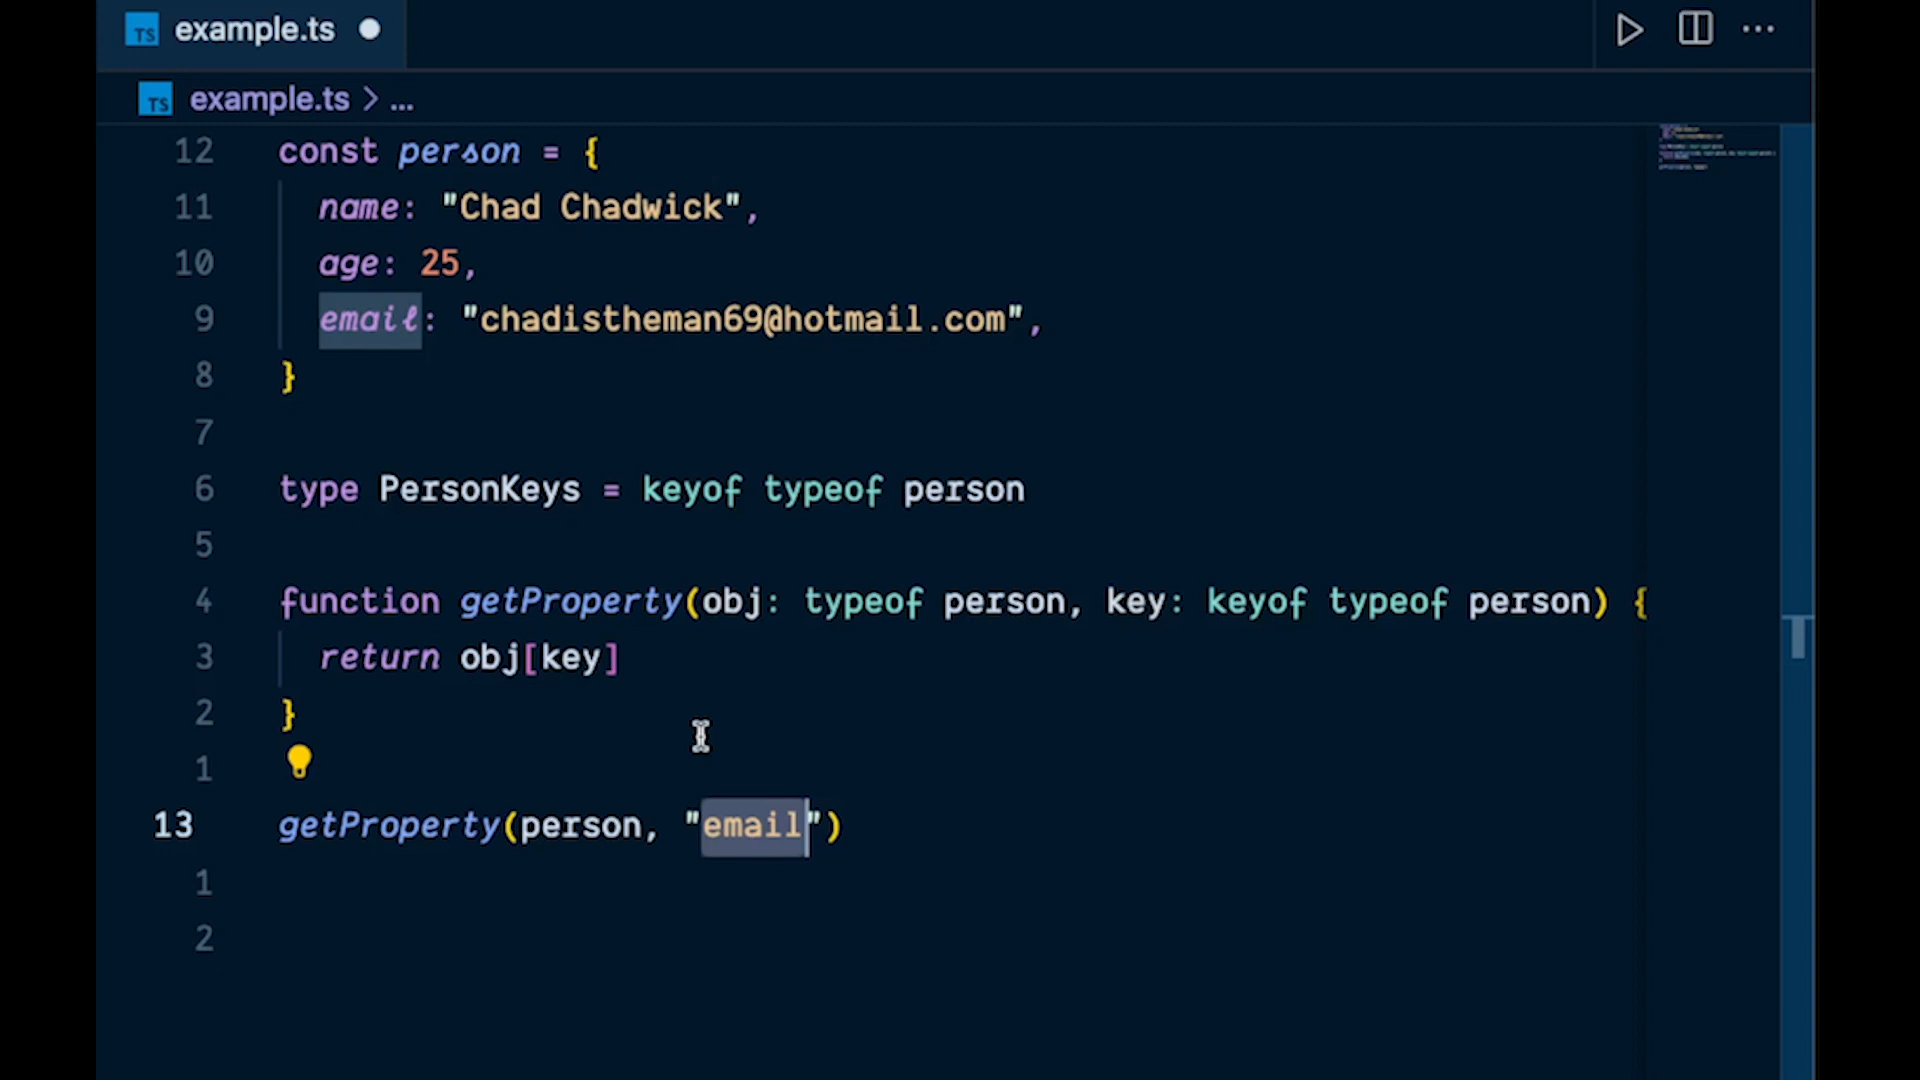 TS example.ts
TS example.ts > ...
12 const person = {
11 name: "Chad Chadwick",
10 age: 25,
9 email: "chadistheman69@hotmail.com",
8 }
7
6 type PersonKeys = keyof typeof person
5
4 function getProperty(obj: typeof person, key: keyof typeof person) {
3 return obj[key]
2 }
1
13 getProperty(person, "email")
1
2